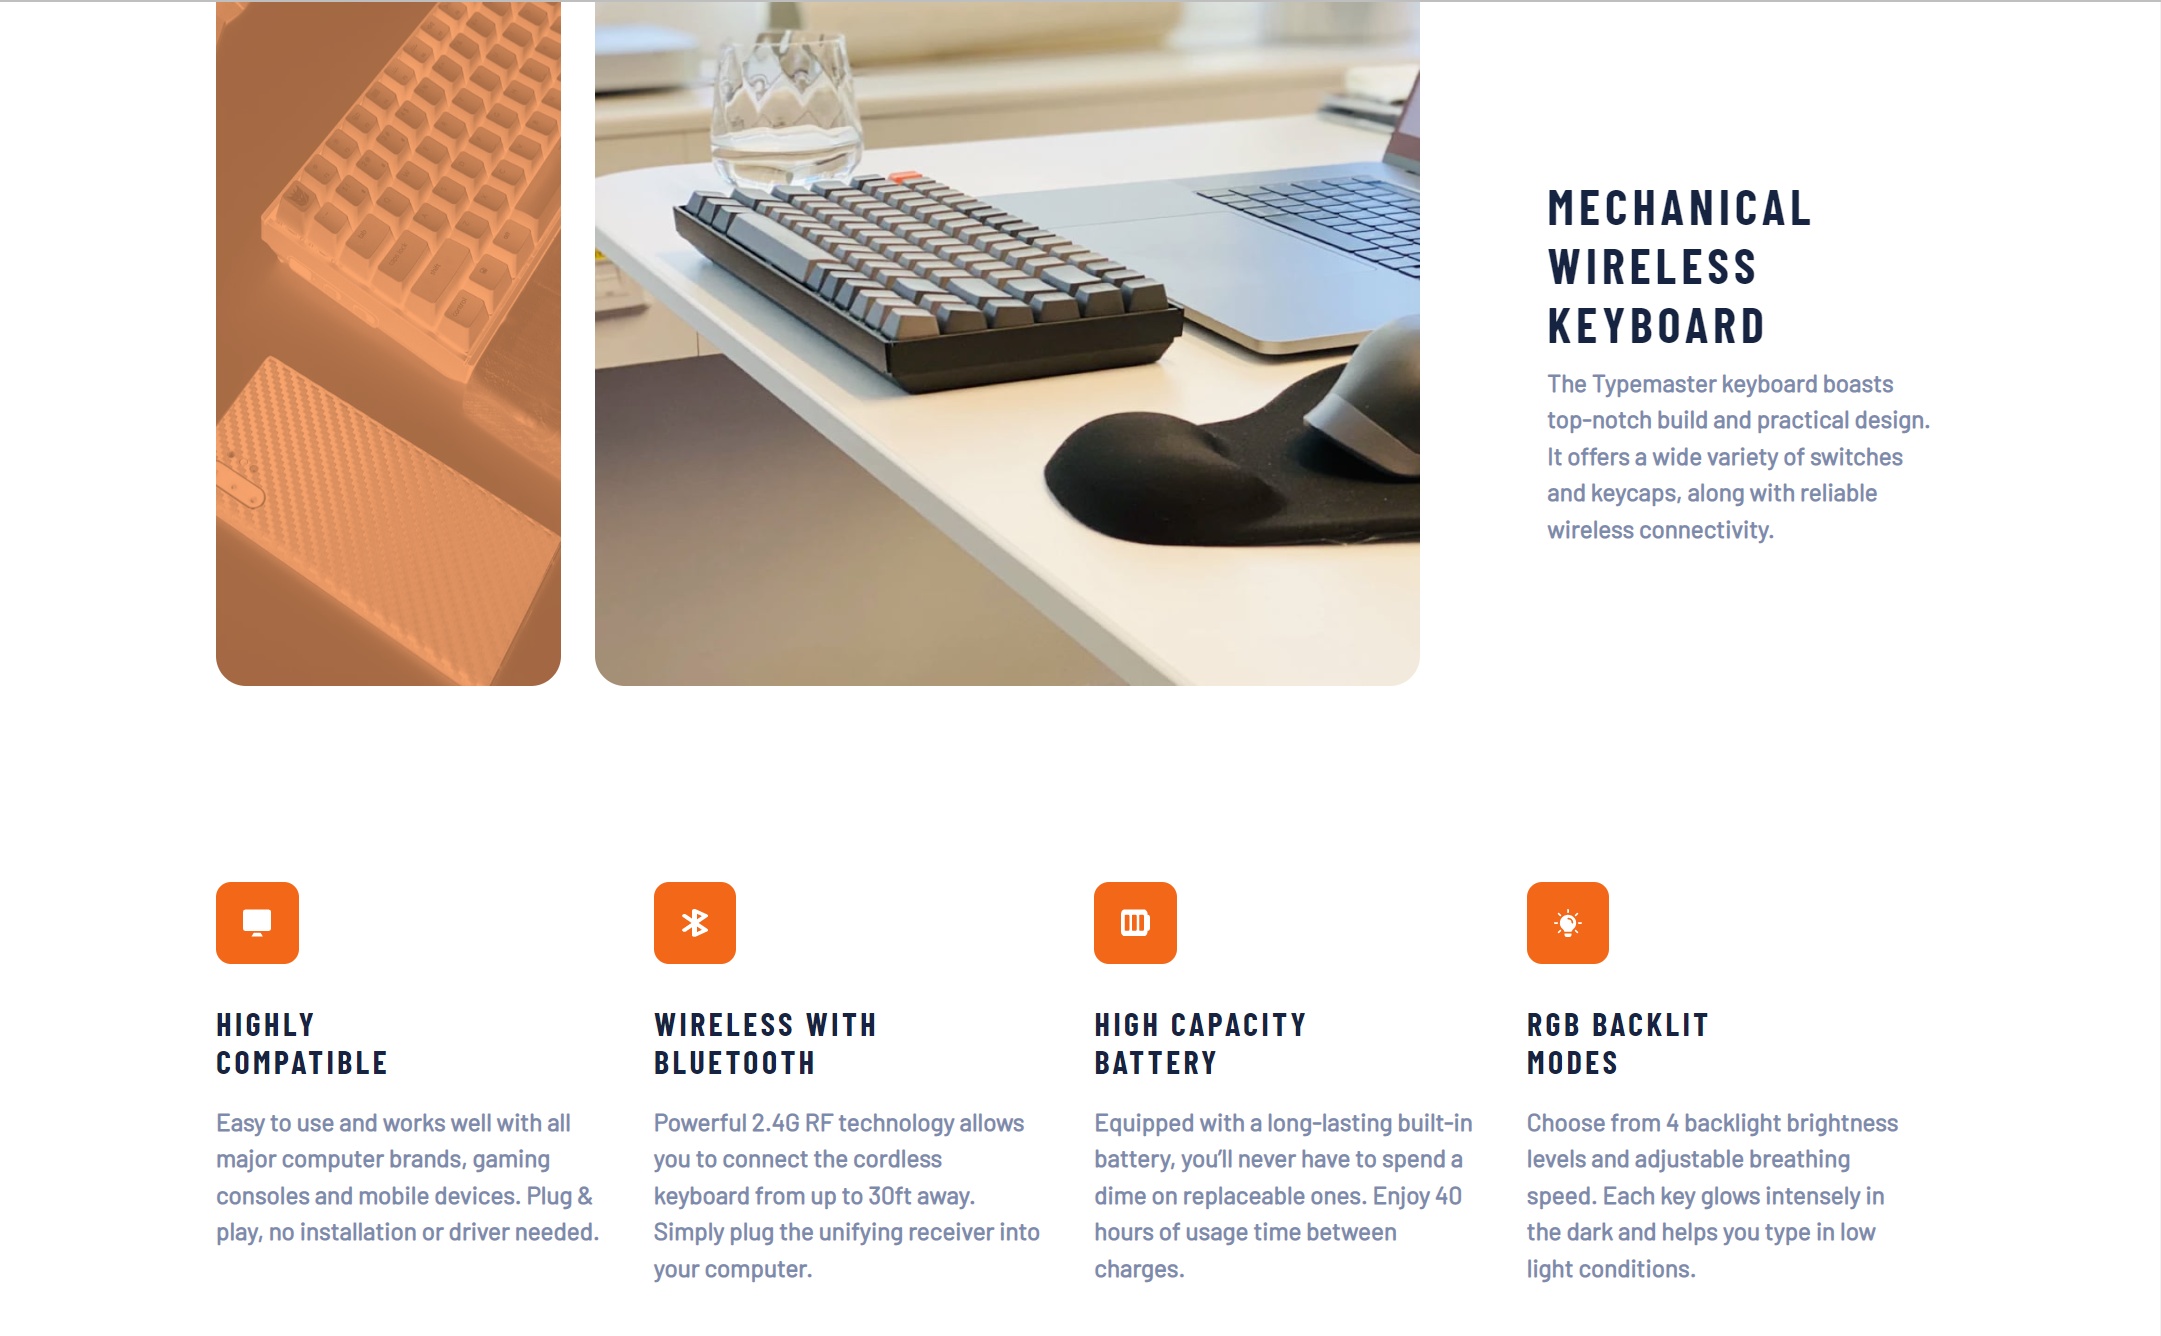 MECHANICAL
WIRELESS
KEYBOARD
The Typemaster keyboard boasts
top-notch build and practical design.
It offers a wide variety of switches
and keycaps, along with reliable
wireless connectivity.
HIGHLY
COMPATIBLE
Easy to use and works well with all
major computer brands, gaming
consoles and mobile devices. Plug &
play, no installation or driver needed.
WIRELESS WITH
BLUETOOTH
Powerful 2.4G RF technology allows
you to connect the cordless
keyboard from up to 30ft away.
Simply plug the unifying receiver into
your computer.
HIGH CAPACITY
BATTERY
Equipped with a long-lasting built-in
battery, you’ll never have to spend a
dime on replaceable ones. Enjoy 40
hours of usage time between
charges.
RGB BACKLIT
MODES
Choose from 4 backlight brightness
levels and adjustable breathing
speed. Each key glows intensely in
the dark and helps you type in low
light conditions.